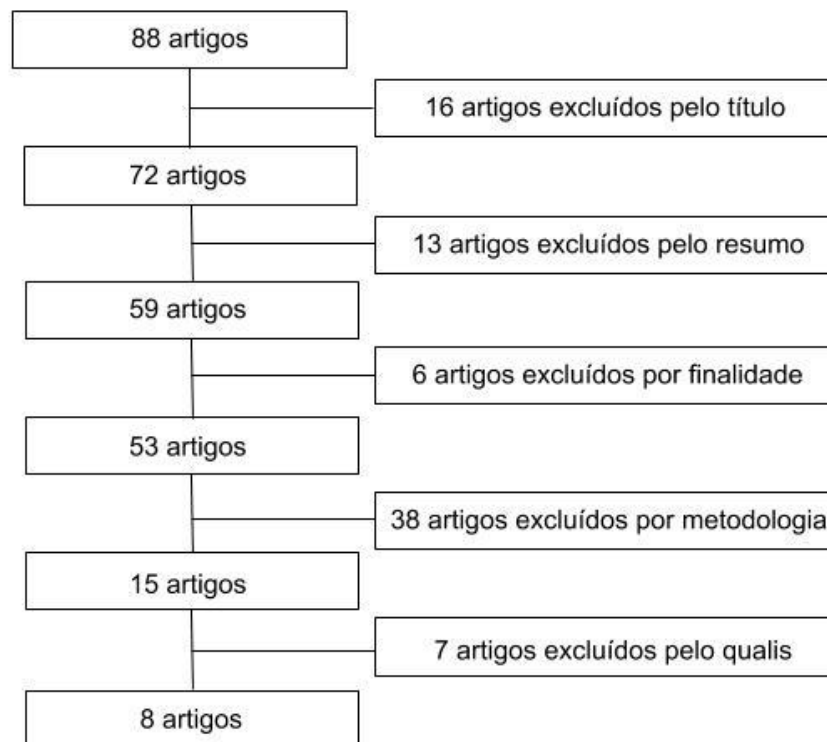 88 artigos
16 artigos excluídos pelo título
72 artigos
13 artigos excluídos pelo resumo
59 artigos
6 artigos excluídos por finalidade
53 artigos
38 artigos excluídos por metodologia
15 artigos
7 artigos excluídos pelo qualis
8 artigos